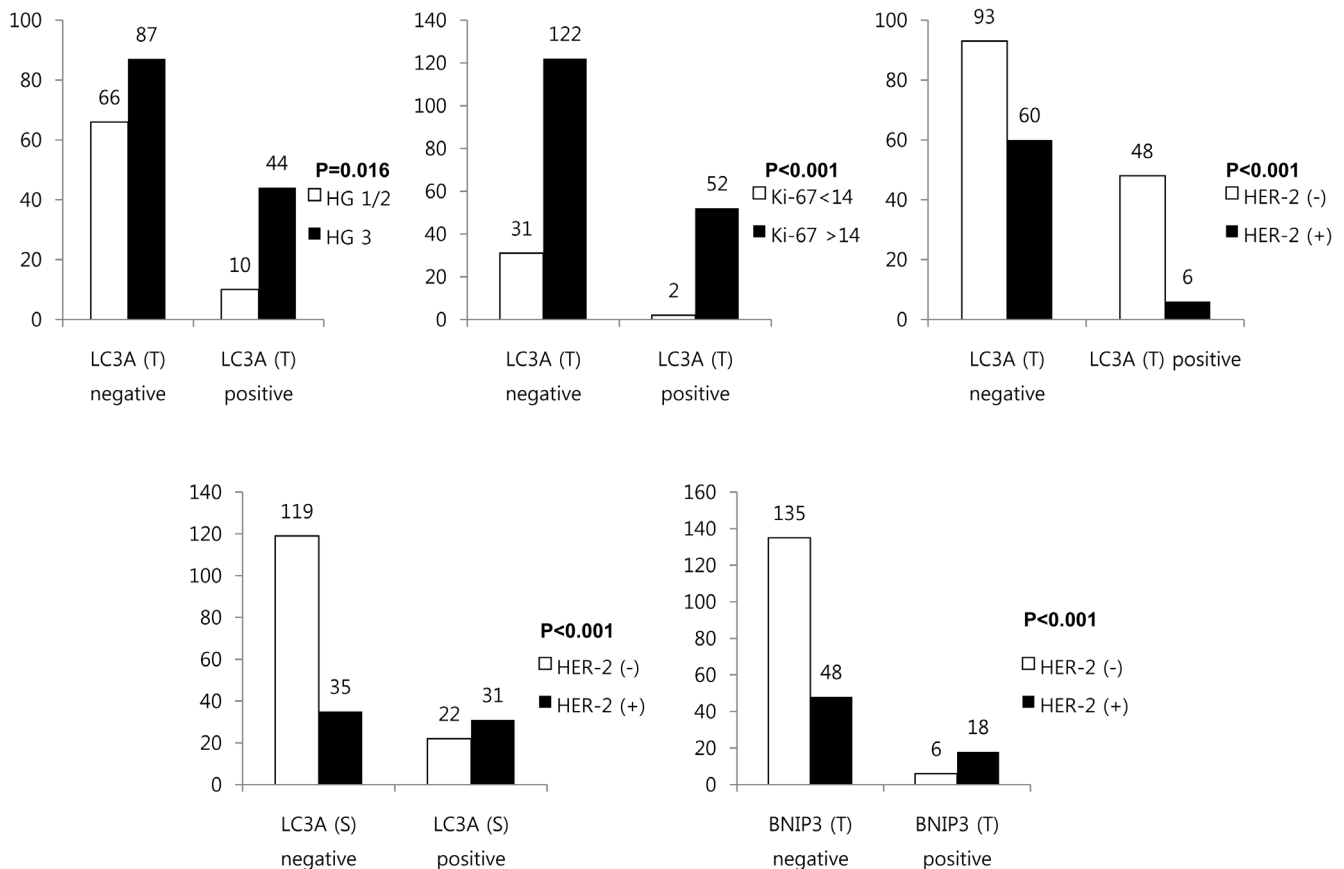 100
80
60
40
20
0
66
87
10
44
P=0.016
HG 1/2
HG 3
LC3A (T)
negative
LC3A (T)
positive
140
120
100
80
60
40
20
0
31
122
2
52
P<0.001
Ki-67<14
Ki-67 >14
LC3A (T)
negative
LC3A (T)
positive
100
80
60
40
20
0
93
60
48
6
P<0.001
HER-2 (-)
HER-2 (+)
LC3A (T)
negative
LC3A (T) positive
140
120
100
80
60
40
20
0
119
35
22
31
P<0.001
HER-2 (-)
HER-2 (+)
LC3A (S)
negative
LC3A (S)
positive
160
140
120
100
80
60
40
20
0
135
48
6
18
P<0.001
HER-2 (-)
HER-2 (+)
BNIP3 (T)
negative
BNIP3 (T)
positive